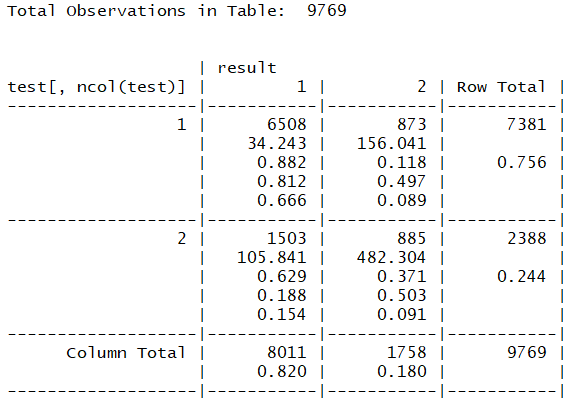 Total Observations in Table:  9769
                    | result
test[, ncol(test)] |         1 |         2 | Row Total |
-------------------|-----------|-----------|-----------|
                 1 |      6508 |       873 |      7381 |
                   |    34.243 |   156.041 |           |
                   |     0.882 |     0.118 |     0.756 |
                   |     0.812 |     0.497 |           |
                   |     0.666 |     0.089 |           |
-------------------|-----------|-----------|-----------|
                 2 |      1503 |       885 |      2388 |
                   |   105.841 |   482.304 |           |
                   |     0.629 |     0.371 |     0.244 |
                   |     0.188 |     0.503 |           |
                   |     0.154 |     0.091 |           |
-------------------|-----------|-----------|-----------|
      Column Total |      8011 |      1758 |      9769 |
                   |     0.820 |     0.180 |           |
-------------------|-----------|-----------|-----------|